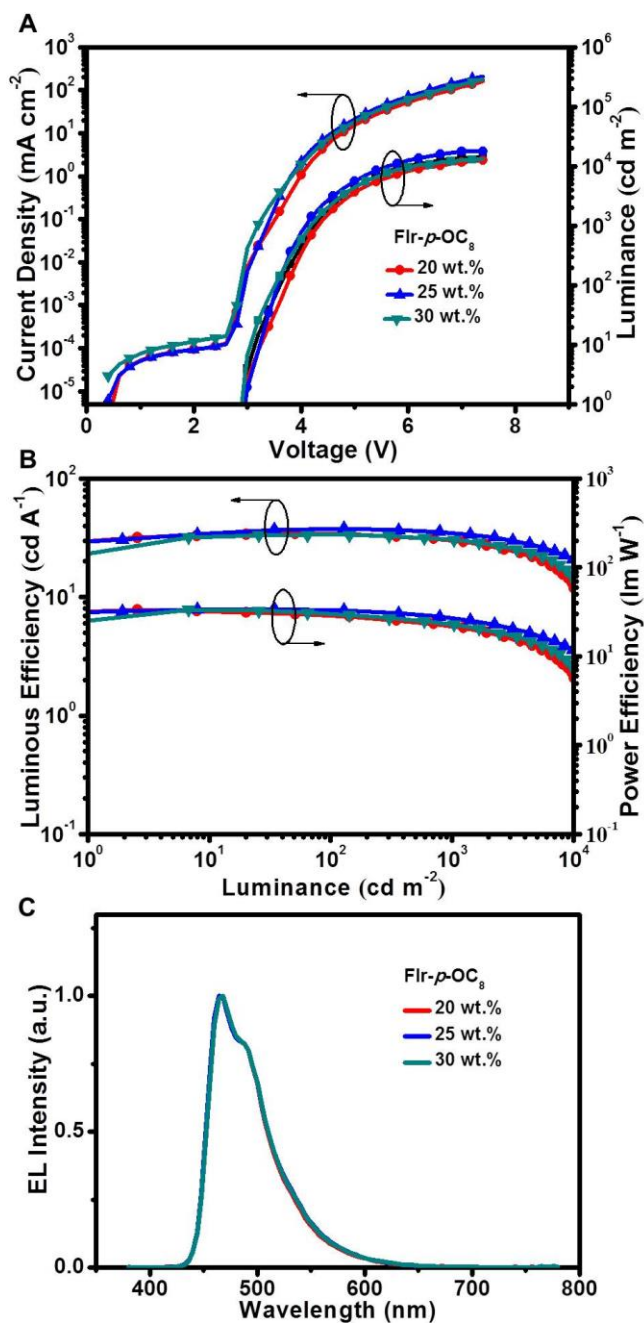 A
10³
10²
10¹
10⁰
10⁻¹
10⁻²
10⁻³
10⁻⁴
10⁻⁵
Current Density (mA cm⁻²)
10⁶
10⁵
10⁴
10³
10²
10¹
10⁰
Luminance (cd m⁻²)
FIr-p-OC₈
20 wt.%
25 wt.%
30 wt.%
0 2 4 6 8
Voltage (V)
B
10²
10¹
10⁰
10⁻¹
Luminous Efficiency (cd A⁻¹)
10³
10²
10¹
10⁰
10⁻¹
Power Efficiency (lm W⁻¹)
10⁰ 10¹ 10² 10³ 10⁴
Luminance (cd m⁻²)
C
1.0
0.5
0.0
EL Intensity (a.u.)
FIr-p-OC₈
20 wt.%
25 wt.%
30 wt.%
400 500 600 700 800
Wavelength (nm)